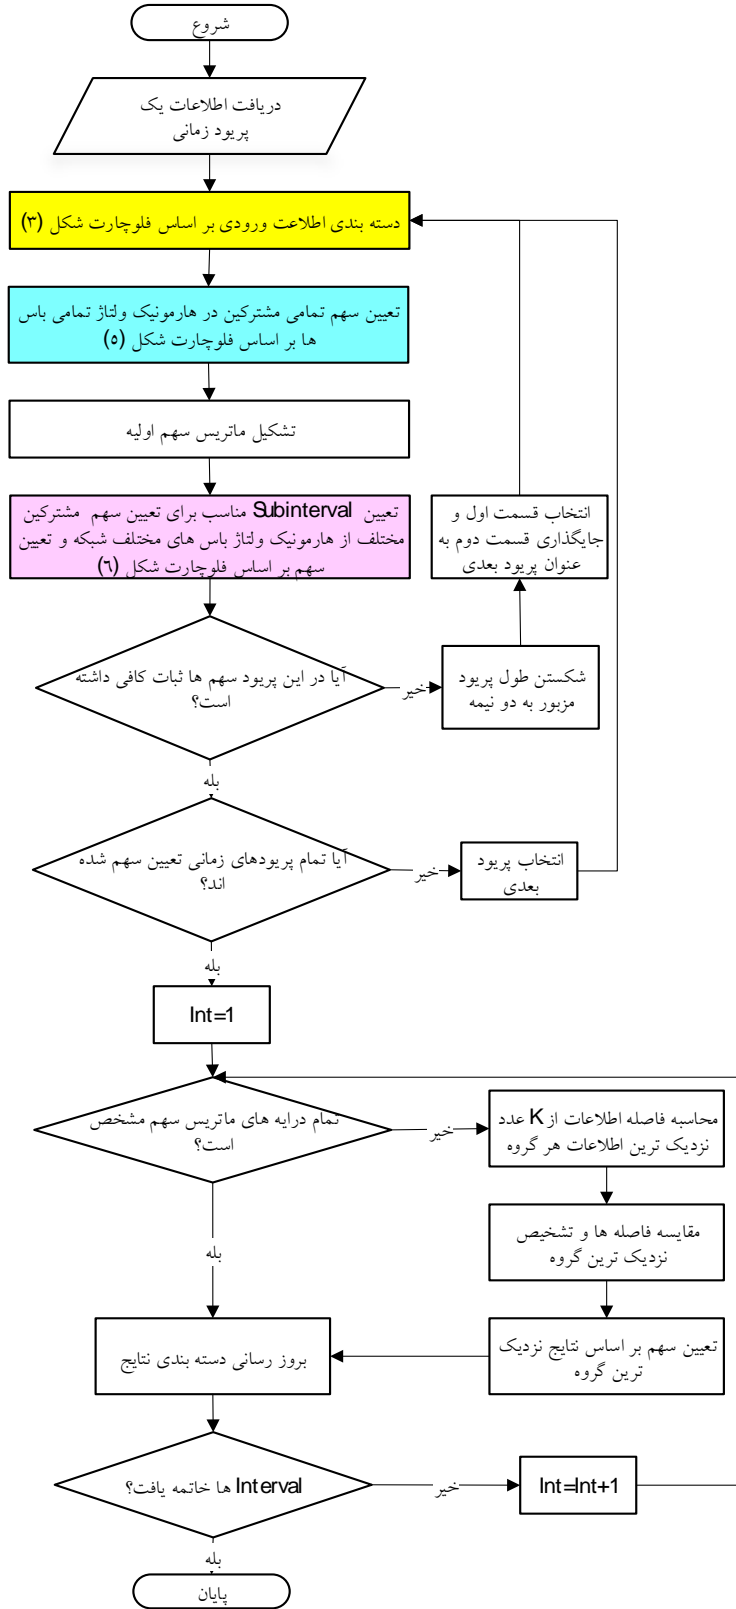 شروع
دریافت اطلاعات یک
پریود زمانی
دسته بندی اطلاعت ورودی بر اساس فلوچارت شکل (۳)
تعیین سهم تمامی مشترکین در هارمونیک ولتاژ تمامی باس
ها بر اساس فلوچارت شکل (۵)
تشکیل ماتریس سهم اولیه
تعیین Subinterval مناسب برای تعیین سهم مشترکین
مختلف از هارمونیک ولتاژ باس های مختلف شبکه و تعیین
سهم بر اساس فلوچارت شکل (٦)
انتخاب قسمت اول و
جایگذاری قسمت دوم به
عنوان پریود بعدی
آیا در این پریود سهم ها ثبات کافی داشته
است؟
خیر
شکستن طول پریود
مزبور به دو نیمه
بله
آیا تمام پریودهای زمانی تعیین سهم شده
اند؟
خیر
انتخاب پریود
بعدی
بله
Int=1
تمام درایه های ماتریس سهم مشخص
است؟
خیر
محاسبه فاصله اطلاعات از K عدد
نزدیک ترین اطلاعات هر گروه
مقایسه فاصله ها و تشخیص
نزدیک ترین گروه
بله
تعیین سهم بر اساس نتایج نزدیک
ترین گروه
بروز رسانی دسته بندی نتایج
Interval ها خاتمه یافت؟
خیر
Int=Int+1
بله
پایان